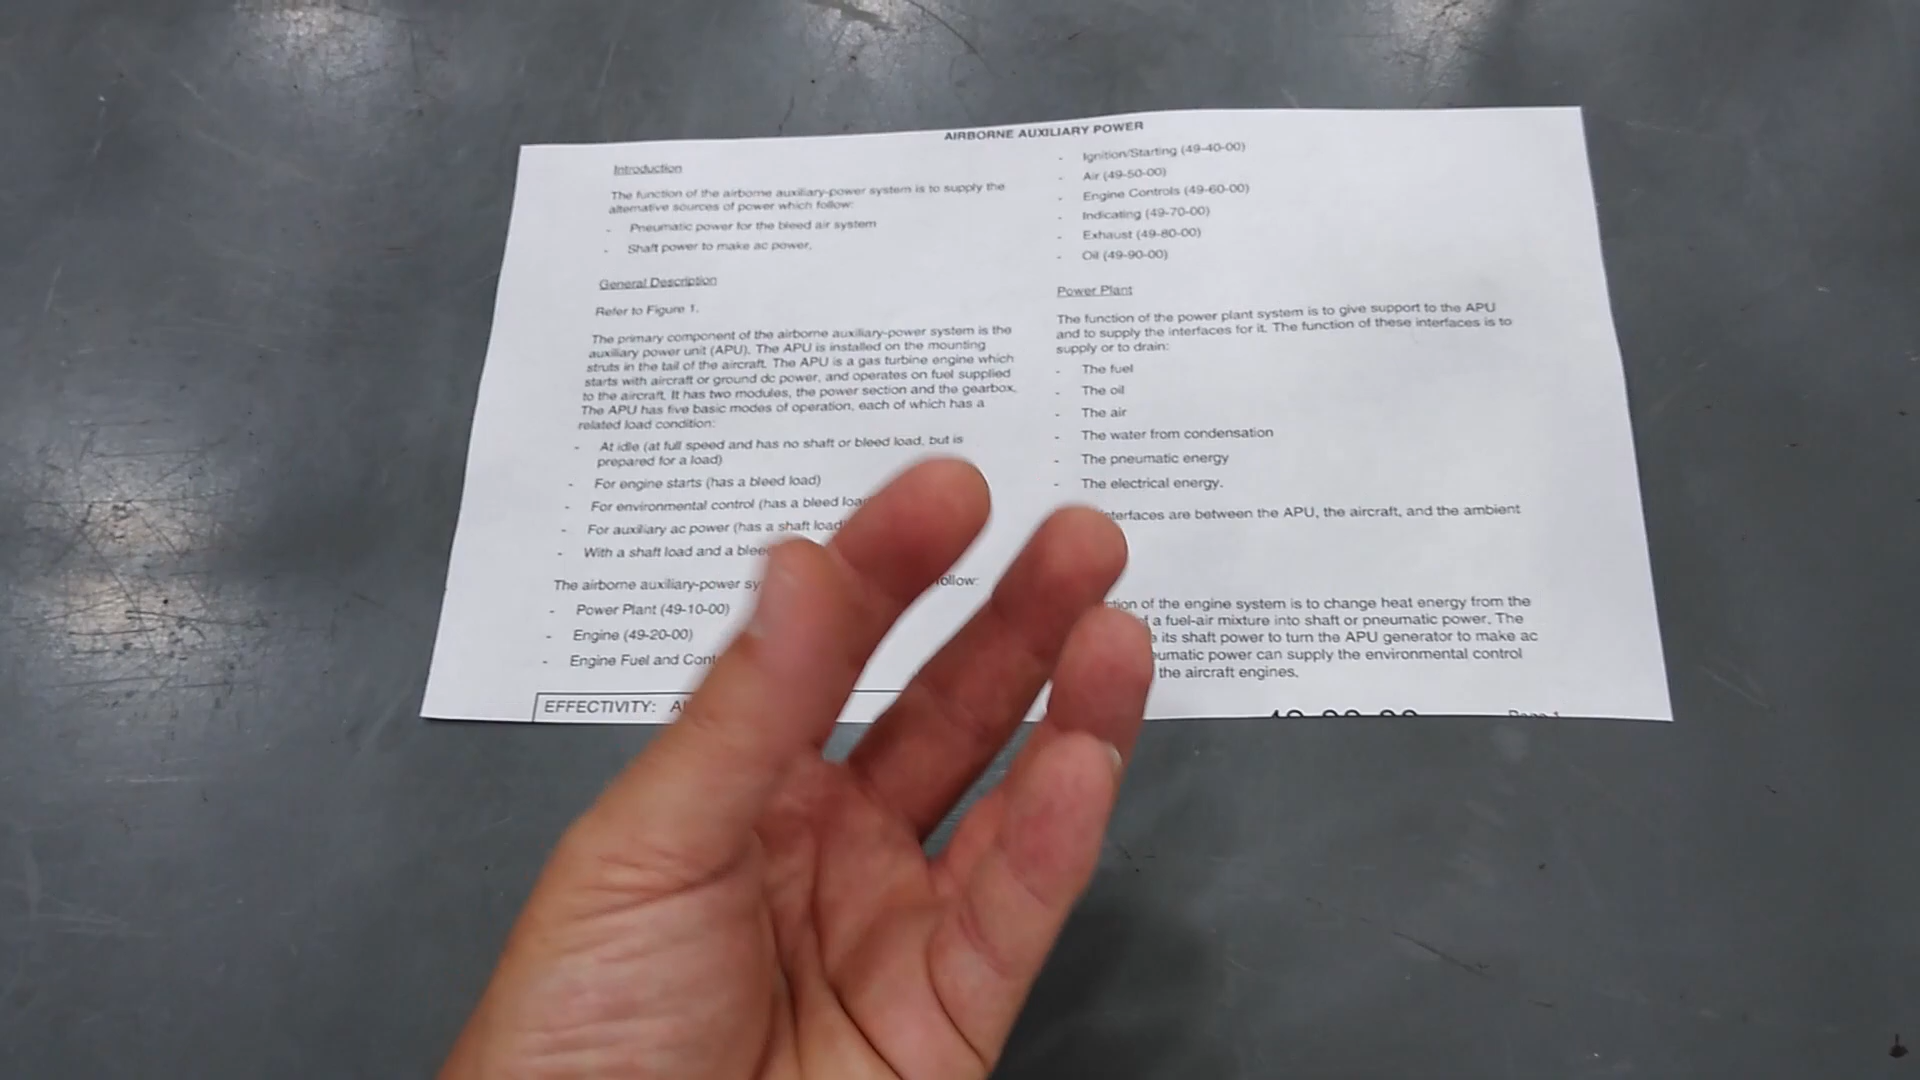 AIRBORNE AUXILIARY POWER
Introduction
The function of the airborne auxiliary-power system is to supply the
alternative sources of power which follow:
- Pneumatic power for the bleed air system
- Shaft power to make ac power.
General Description
Refer to Figure 1.
The primary component of the airborne auxiliary-power system is the
auxiliary power unit (APU). The APU is installed on the mounting
struts in the tail of the aircraft. The APU is a gas turbine engine which
starts with aircraft or ground dc power, and operates on fuel supplied
to the aircraft. It has two modules, the power section and the gearbox.
The APU has five basic modes of operation, each of which has a
related load condition:
- At idle (at full speed and has no shaft or bleed load, but is
prepared for a load)
- For engine starts (has a bleed load)
- For environmental control (has a bleed
- For auxiliary ac power (has a shaft load
- With a shaft load and a
The airborne auxiliary-power follow:
- Power Plant (49-10-00)
- Engine (49-20-00)
- Engine Fuel and
EFFECTIVITY:
- Ignition/Starting (49-40-00)
- Air (49-50-00)
- Engine Controls (49-60-00)
- Indicating (49-70-00)
- Exhaust (49-80-00)
- Oil (49-90-00)
Power Plant
The function of the power plant system is to give support to the APU
and to supply the interfaces for it. The function of these interfaces is to
supply or to drain:
- The fuel
- The oil
- The air
- The water from condensation
- The pneumatic energy
- The electrical energy.
are between the APU, the aircraft, and the ambient
of the engine system is to change heat energy from the
a fuel-air mixture into shaft or pneumatic power. The
its shaft power to turn the APU generator to make ac
power can supply the environmental control
the aircraft engines.